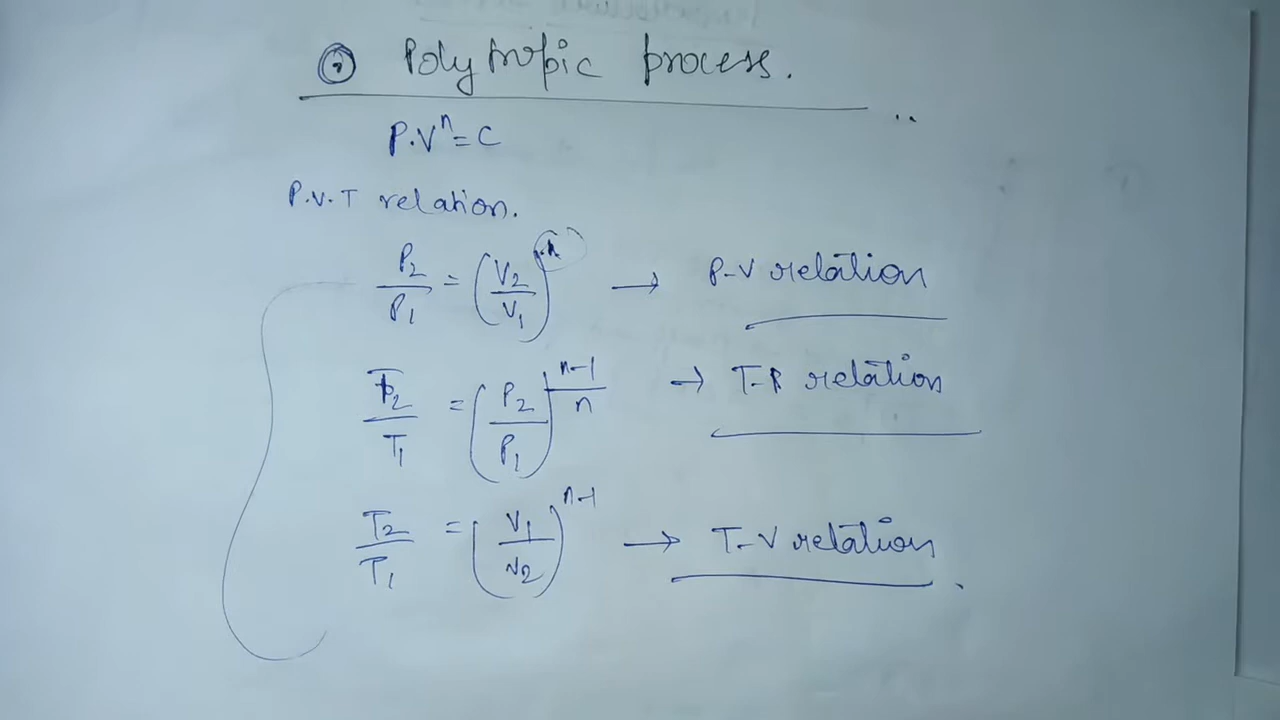 7 Polytropic process.
P.Vⁿ = C
P.V.T relation.
P₂/P₁ = (V₂/V₁)ⁿ → P-V relation
T₂/T₁ = (P₂/P₁)^(n-1)/n → T-P relation
T₂/T₁ = (V₁/V₂)^(n-1) → T-V relation.